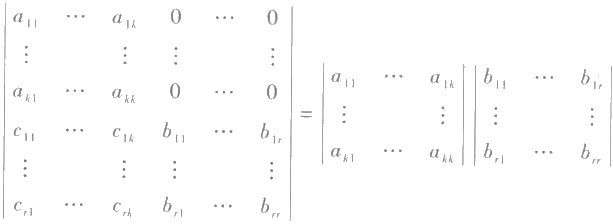 a₁₁ ⋯ a₁ₖ 0 ⋯ 0
⋮ ⋮ ⋮ ⋮
aₖ₁ ⋯ aₖₖ 0 ⋯ 0
c₁₁ ⋯ c₁ₖ b₁₁ ⋯ b₁ᵣ
⋮ ⋮ ⋮ ⋮
cᵣ₁ ⋯ cᵣₖ bᵣ₁ ⋯ bᵣᵣ
=
a₁₁ ⋯ a₁ₖ
⋮ ⋮
aₖ₁ ⋯ aₖₖ
b₁₁ ⋯ b₁ᵣ
⋮ ⋮
bᵣ₁ ⋯ bᵣᵣ